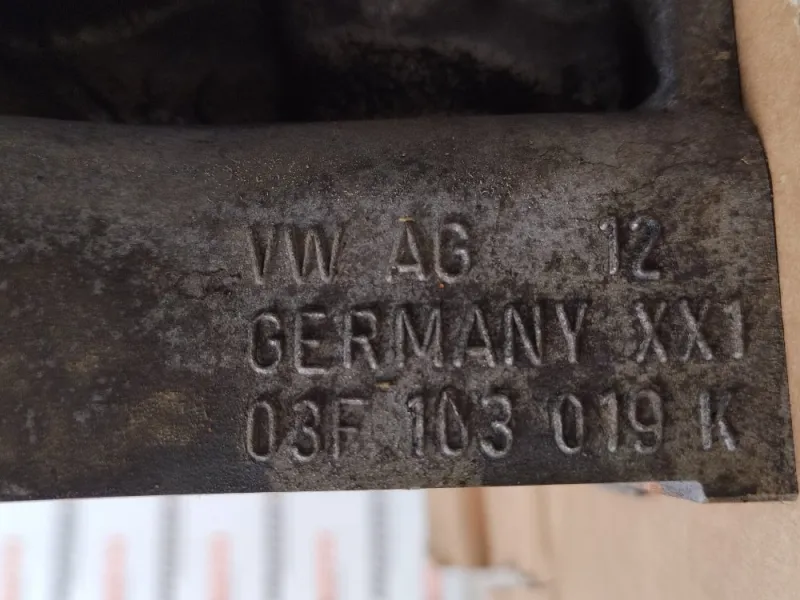 VW AG 12
GERMANY XX1
03F 103 019 K